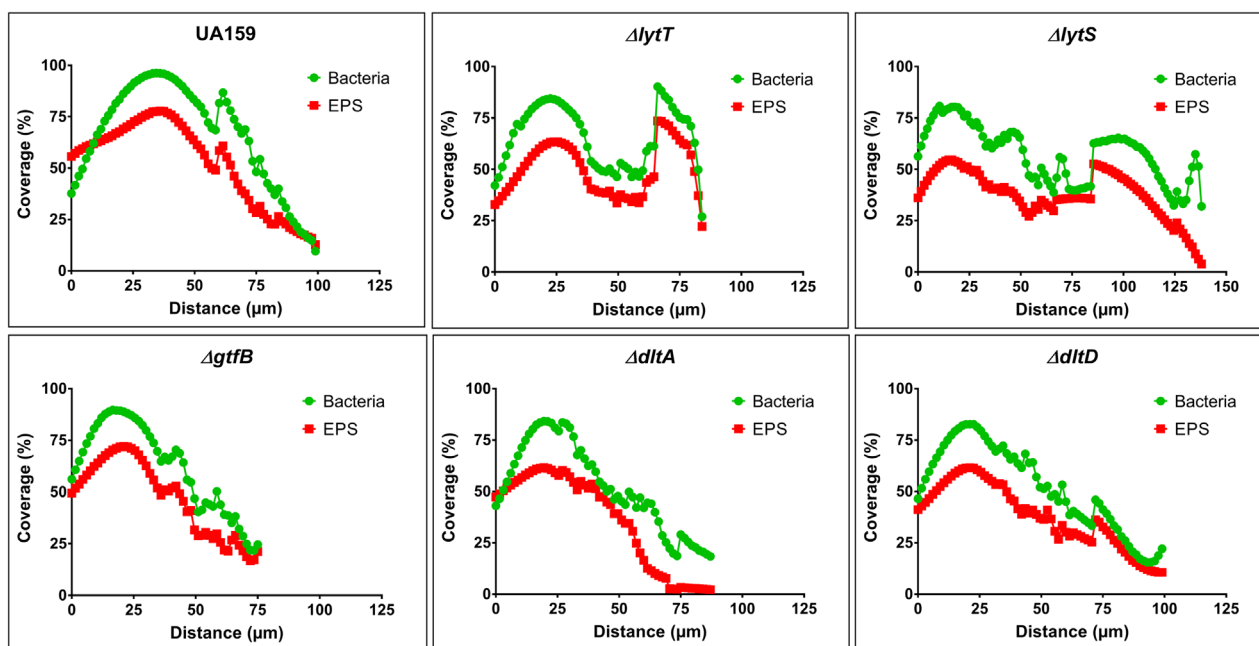 UA159
100
75
50
25
0
Coverage (%)
Bacteria
EPS
0 25 50 75 100 125
Distance (µm)
ΔlytT
100
75
50
25
0
Coverage (%)
Bacteria
EPS
0 25 50 75 100 125
Distance (µm)
ΔlytS
100
75
50
25
0
Coverage (%)
Bacteria
EPS
0 25 50 75 100 125 150
Distance (µm)
ΔgtfB
100
75
50
25
0
Coverage (%)
Bacteria
EPS
0 25 50 75 100 125
Distance (µm)
ΔdltA
100
75
50
25
0
Coverage (%)
Bacteria
EPS
0 25 50 75 100 125
Distance (µm)
ΔdltD
100
75
50
25
0
Coverage (%)
Bacteria
EPS
0 25 50 75 100 125
Distance (µm)